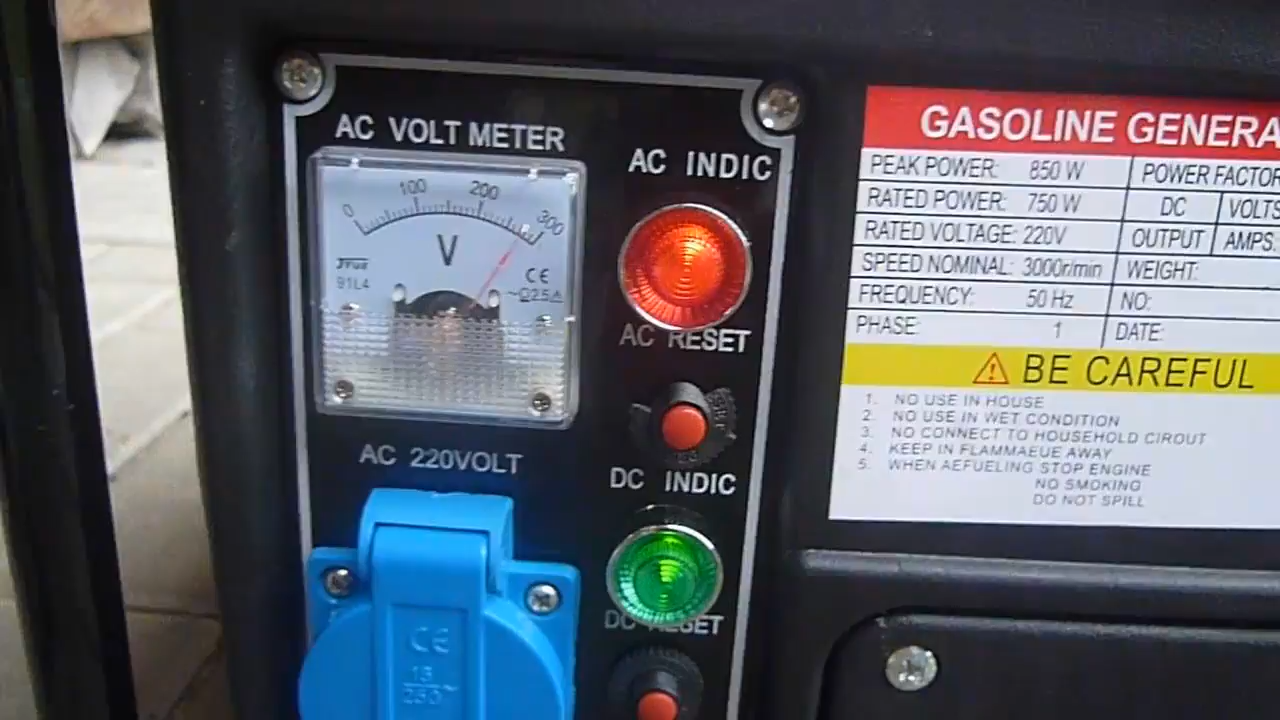 AC VOLT METER
0 100 200 300
V
91L4
CE
2.5
AC INDIC
AC RESET
AC 220VOLT
DC INDIC
DC RESET
CE
250~
GASOLINE GENERA
PEAK POWER: 850 W POWER FACTOR
RATED POWER: 750 W DC VOLTS
RATED VOLTAGE: 220V OUTPUT AMPS:
SPEED NOMINAL: 3000r/min WEIGHT:
FREQUENCY: 50 Hz NO:
PHASE: 1 DATE:
BE CAREFUL
1. NO USE IN HOUSE
2. NO USE IN WET CONDITION
3. NO CONNECT TO HOUSEHOLD CIROUT
4. KEEP IN FLAMMAEUE AWAY
5. WHEN AEFUELING STOP ENGINE
NO SMOKING
DO NOT SPILL